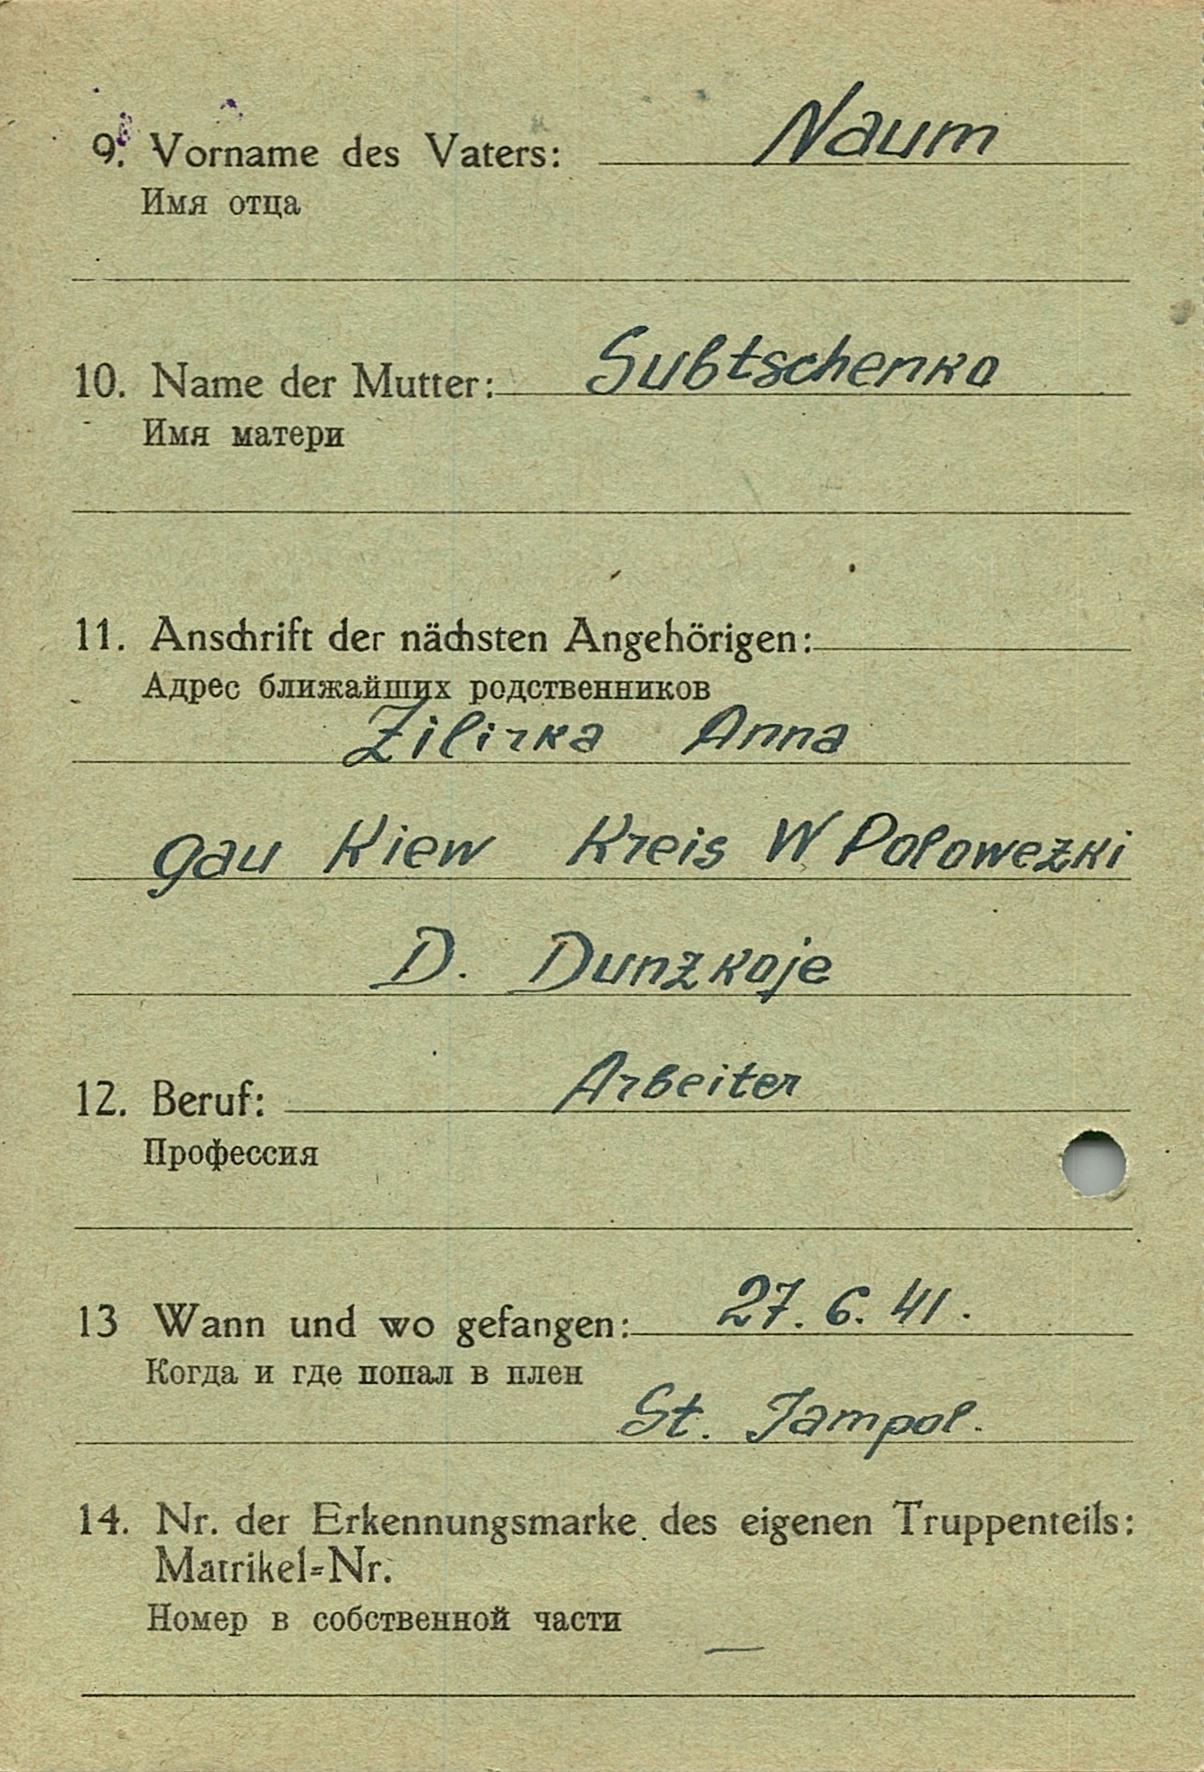 9. Vorname des Vaters: Naum
Имя отца
10. Name der Mutter: Subtschenko
Имя матери
11. Anschrift der nächsten Angehörigen:
Адрес ближайших родственников
Zilirka Anna
gau Kiew Kreis W Polowezki
D. Dunzkoje
12. Beruf: Arbeiter
Профессия
13 Wann und wo gefangen: 27. 6. 41.
Когда и где попал в плен
St. Jampol.
14. Nr. der Erkennungsmarke des eigenen Truppenteils:
Matrikel=Nr.
Номер в собственной части
—